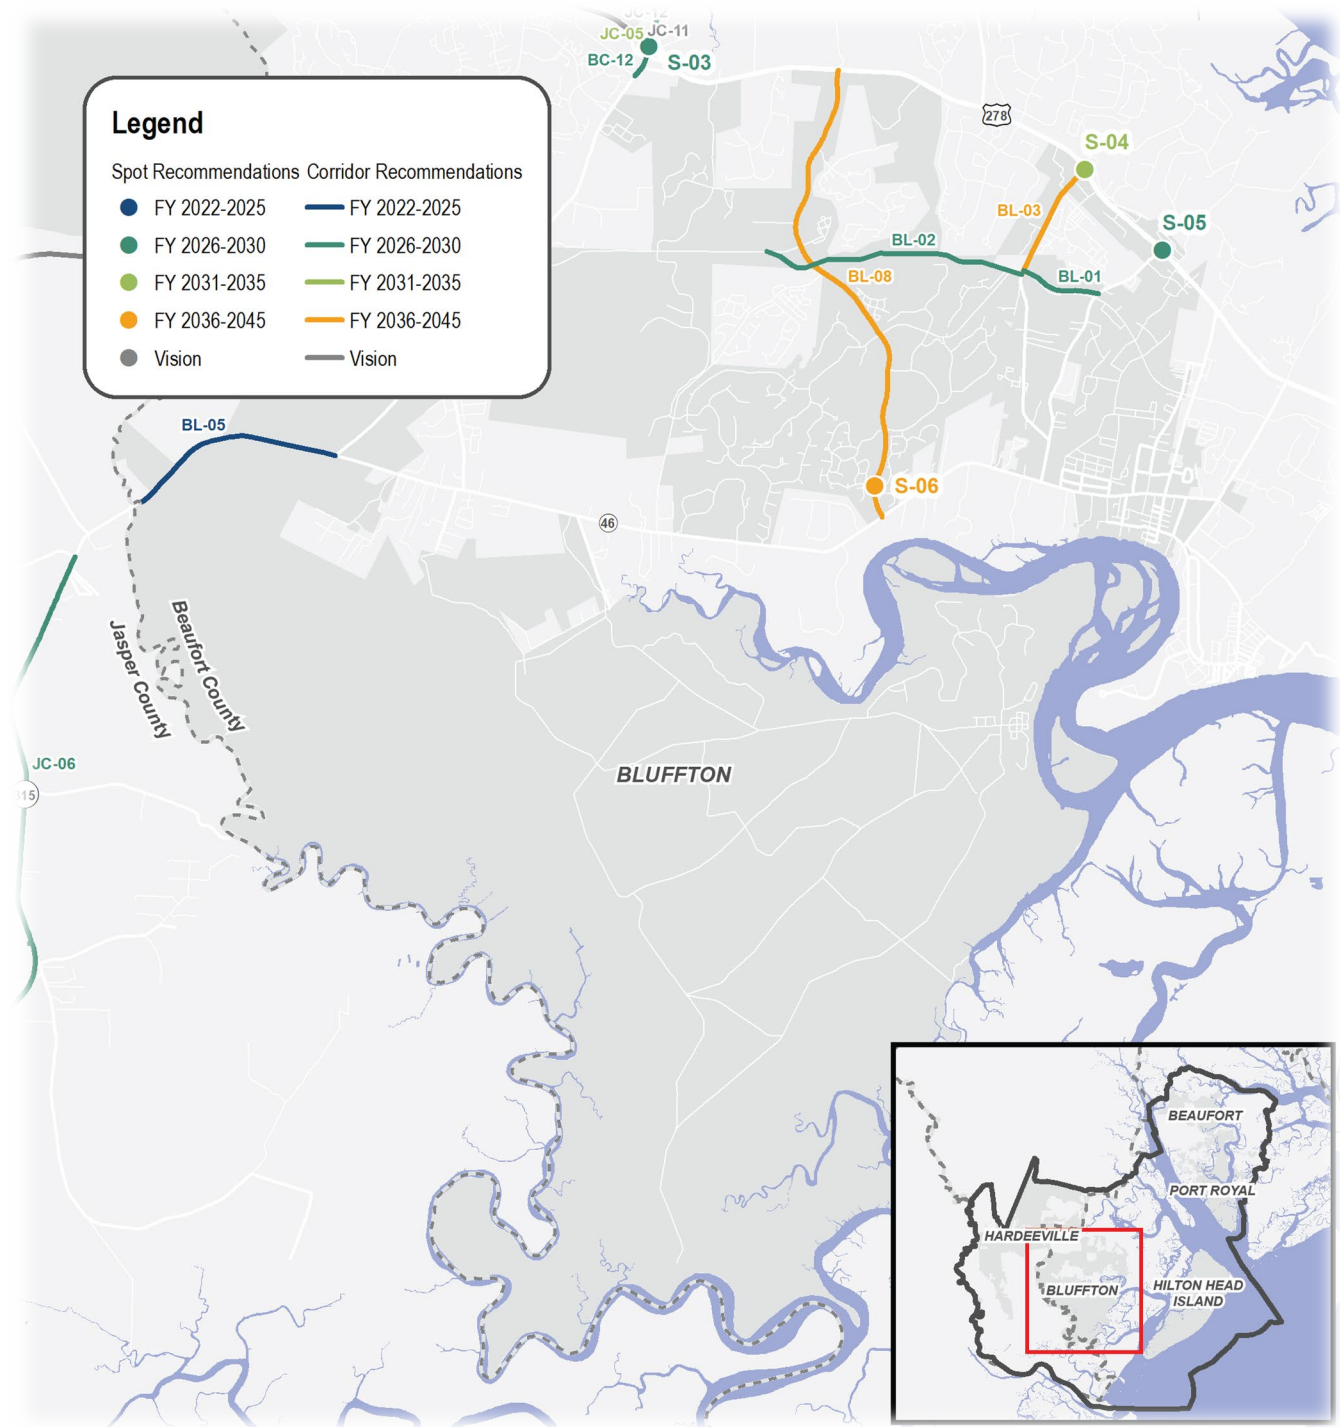 JC-12
JC-05
JC-11
BC-12
S-03
Legend
Spot Recommendations
Corridor Recommendations
FY 2022-2025
FY 2022-2025
FY 2026-2030
FY 2026-2030
FY 2031-2035
FY 2031-2035
FY 2036-2045
FY 2036-2045
Vision
Vision
278
S-04
BL-03
S-05
BL-02
BL-08
BL-01
BL-05
S-06
46
Beaufort County
Jasper County
JC-06
315
BLUFFTON
BEAUFORT
PORT ROYAL
HARDEEVILLE
BLUFFTON
HILTON HEAD
ISLAND